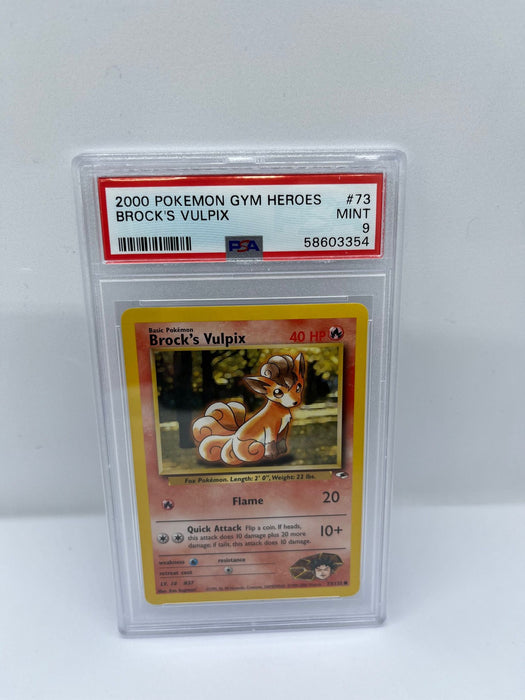 2000 POKEMON GYM HEROES #73
BROCK'S VULPIX MINT
9
PSA 58603354
Basic Pokémon
Brock's Vulpix 40 HP
Fox Pokémon. Length: 2' 0", Weight: 22 lbs.
Flame 20
Quick Attack Flip a coin. If heads,
this attack does 10 damage plus 20 more
damage; if tails, this attack does 10 damage.
10+
weakness resistance
retreat cost
73/132